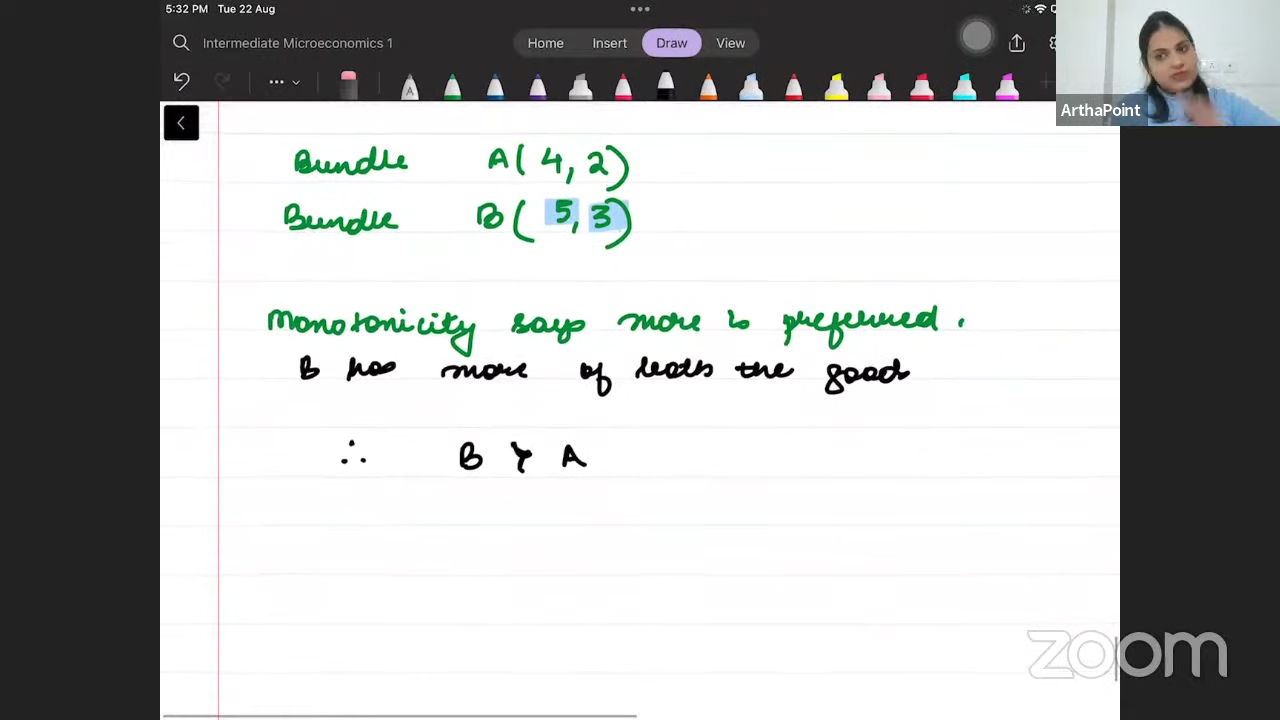 5:32 PM Tue 22 Aug
Intermediate Microeconomics 1
Home Insert Draw View
ArthaPoint
Bundle A(4, 2)
Bundle B(5, 3)
Monotonicity says more is preferred.
B has more of both the good
∴ B ≻ A
zoom